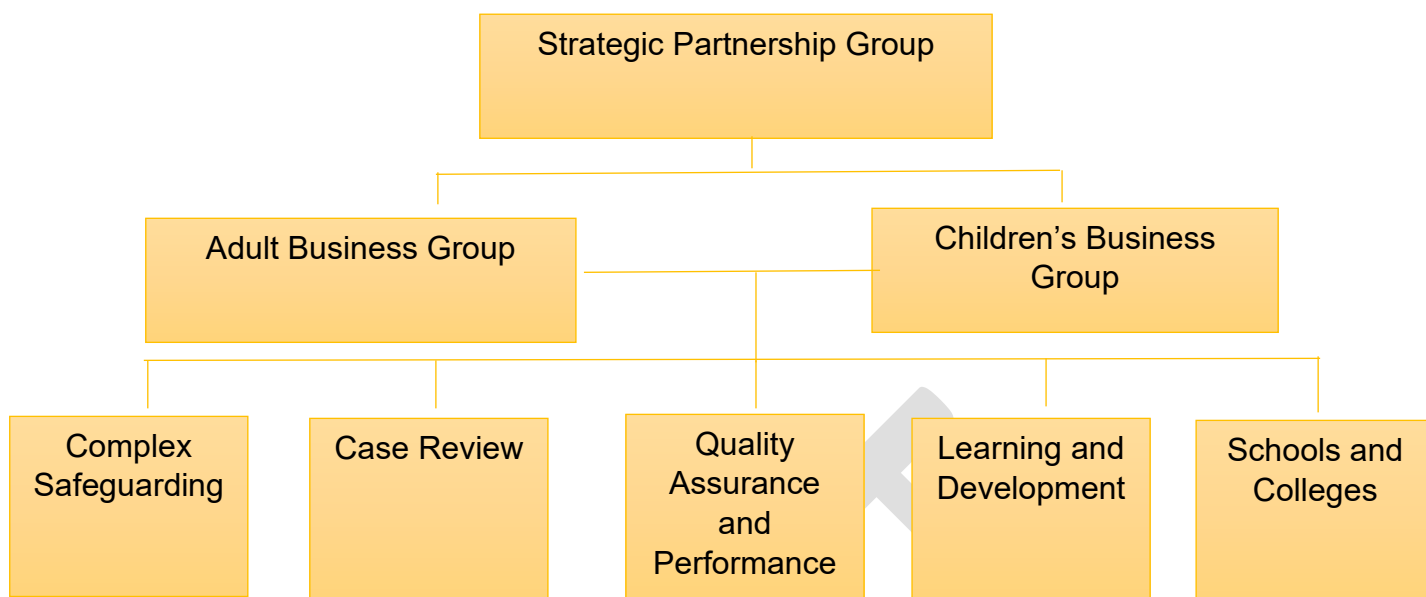 Strategic Partnership Group
Adult Business Group
Children’s Business
Group
Complex
Safeguarding
Case Review
Quality
Assurance
and
Performance
Learning and
Development
Schools and
Colleges